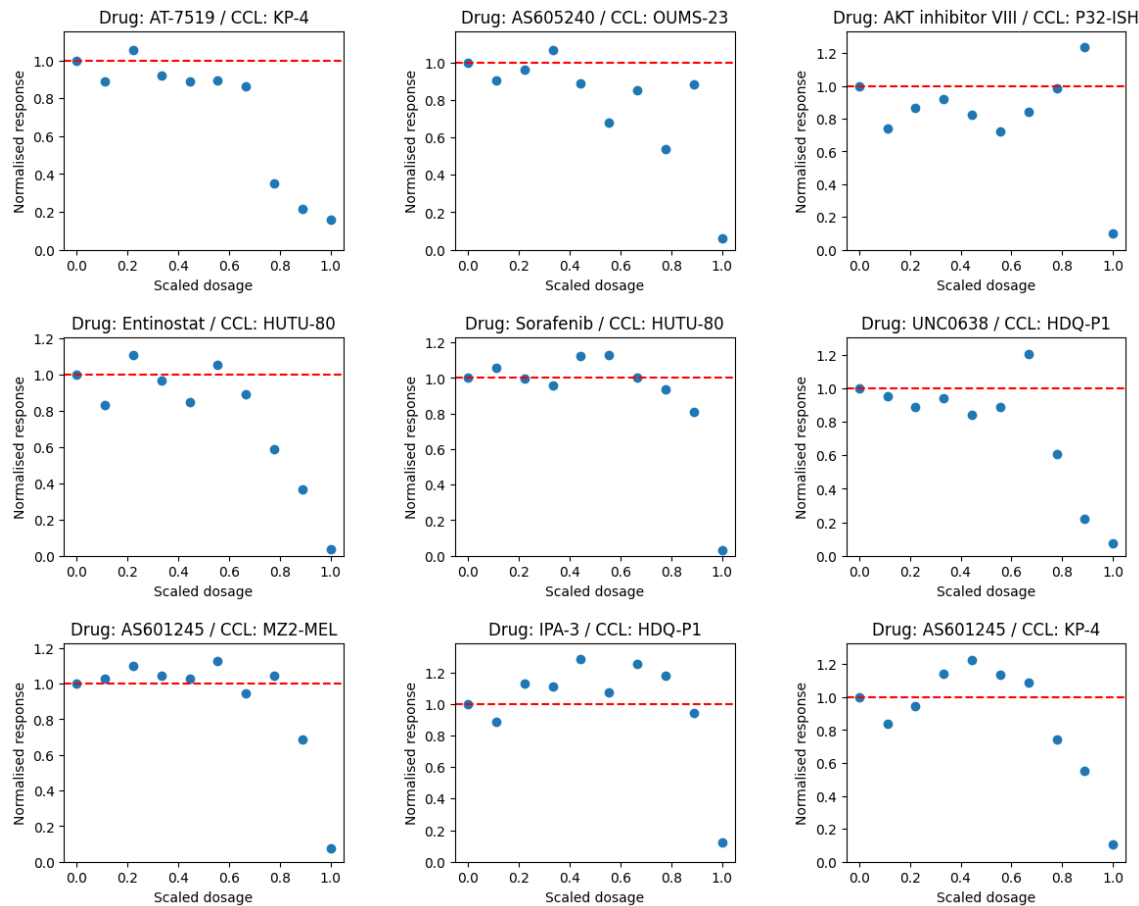 Drug: AT-7519 / CCL: KP-4
Normalised response
1.0
0.8
0.6
0.4
0.2
0.0
0.0 0.2 0.4 0.6 0.8 1.0
Scaled dosage
Drug: AS605240 / CCL: OUMS-23
Normalised response
1.0
0.8
0.6
0.4
0.2
0.0
0.0 0.2 0.4 0.6 0.8 1.0
Scaled dosage
Drug: AKT inhibitor VIII / CCL: P32-ISH
Normalised response
1.2
1.0
0.8
0.6
0.4
0.2
0.0
0.0 0.2 0.4 0.6 0.8 1.0
Scaled dosage
Drug: Entinostat / CCL: HUTU-80
Normalised response
1.2
1.0
0.8
0.6
0.4
0.2
0.0
0.0 0.2 0.4 0.6 0.8 1.0
Scaled dosage
Drug: Sorafenib / CCL: HUTU-80
Normalised response
1.2
1.0
0.8
0.6
0.4
0.2
0.0
0.0 0.2 0.4 0.6 0.8 1.0
Scaled dosage
Drug: UNC0638 / CCL: HDQ-P1
Normalised response
1.2
1.0
0.8
0.6
0.4
0.2
0.0
0.0 0.2 0.4 0.6 0.8 1.0
Scaled dosage
Drug: AS601245 / CCL: MZ2-MEL
Normalised response
1.2
1.0
0.8
0.6
0.4
0.2
0.0
0.0 0.2 0.4 0.6 0.8 1.0
Scaled dosage
Drug: IPA-3 / CCL: HDQ-P1
Normalised response
1.2
1.0
0.8
0.6
0.4
0.2
0.0
0.0 0.2 0.4 0.6 0.8 1.0
Scaled dosage
Drug: AS601245 / CCL: KP-4
Normalised response
1.2
1.0
0.8
0.6
0.4
0.2
0.0
0.0 0.2 0.4 0.6 0.8 1.0
Scaled dosage